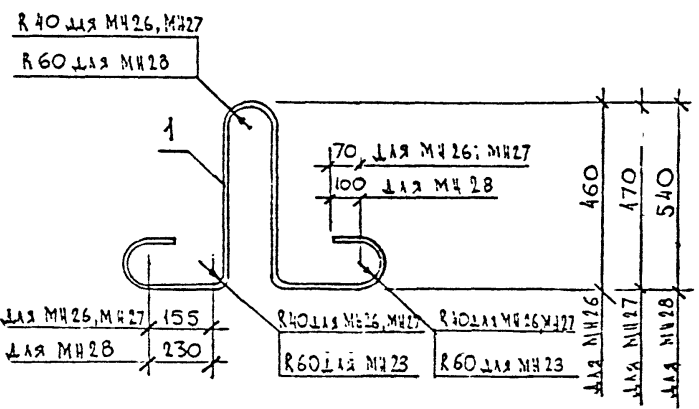 R 40 для МН26, МН27
R 60 для МН28
1
70 для МН26; МН27
100 для МН 28
460
470
540
для МН26, МН27 155
для МН28 230
R40 для МН26, МН27
R60 для МН23
R40 для МН26, МН27
R60 для МН23
для МН26
для МН27
для МН28